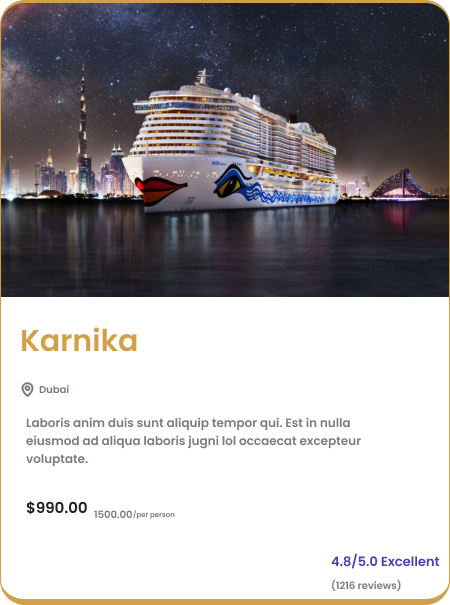 Karnika
Dubai
Laboris anim duis sunt aliquip tempor qui. Est in nulla
eiusmod ad aliqua laboris jugni lol occaecat excepteur
voluptate.
$990.00 1500.00/per person
4.8/5.0 Excellent
(1216 reviews)